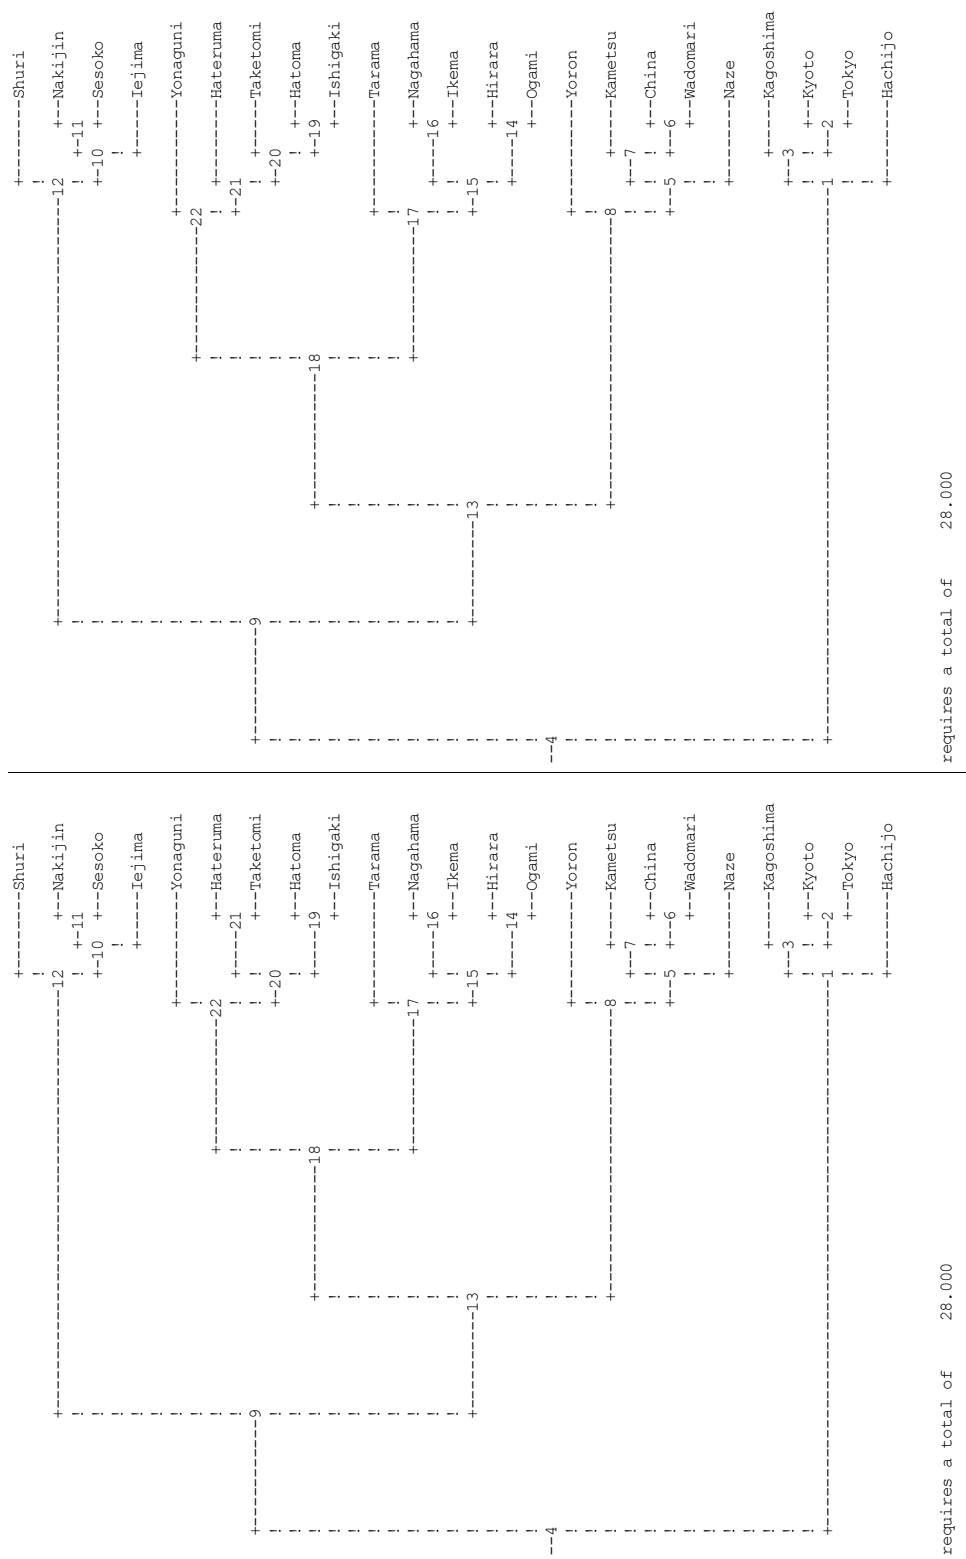 Shuri
12 Nakijin
11
10 Sesoko
Iejima
Yonaguni
22 Hateruma
21
9 Taketomi
20
Hatoma
18 19
Ishigaki
Tarama
17 Nagahama
16
Ikema
13 15
Hirara
14
Ogami
4
Yoron
8 Kametsu
7
China
5 6
Wadomari
Naze
Kagoshima
3
Kyoto
1 2
Tokyo
Hachijo
requires a total of 28.000
Shuri
12 Nakijin
11
10 Sesoko
Iejima
Yonaguni
22
Hateruma
21
9 Taketomi
20
Hatoma
18 19
Ishigaki
Tarama
17 Nagahama
16
Ikema
13 15
Hirara
14
Ogami
4
Yoron
8 Kametsu
7
China
5 6
Wadomari
Naze
Kagoshima
3
Kyoto
1 2
Tokyo
Hachijo
requires a total of 28.000